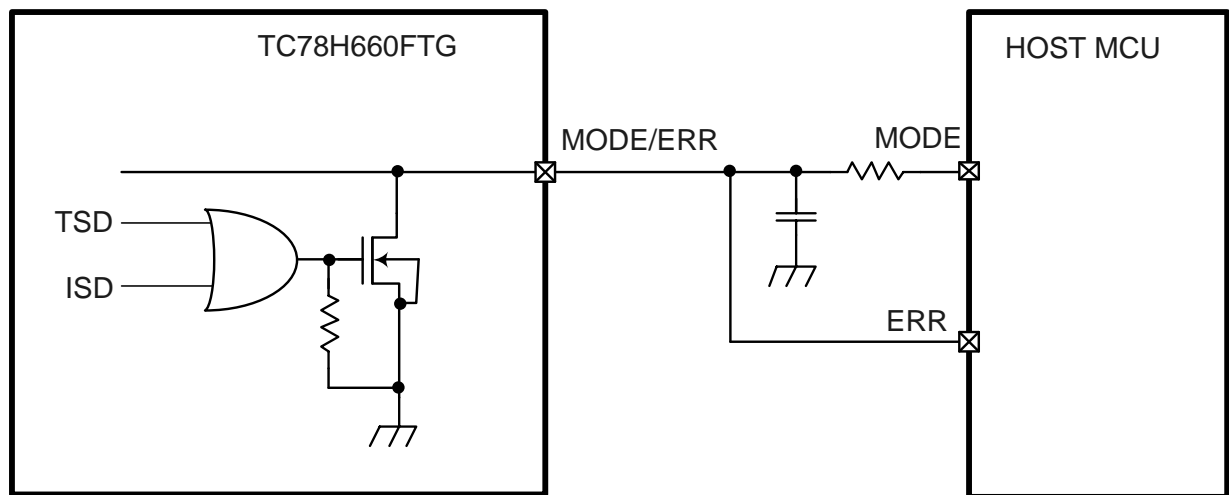 TC78H660FTG
HOST MCU
MODE/ERR
MODE
TSD
ISD
ERR